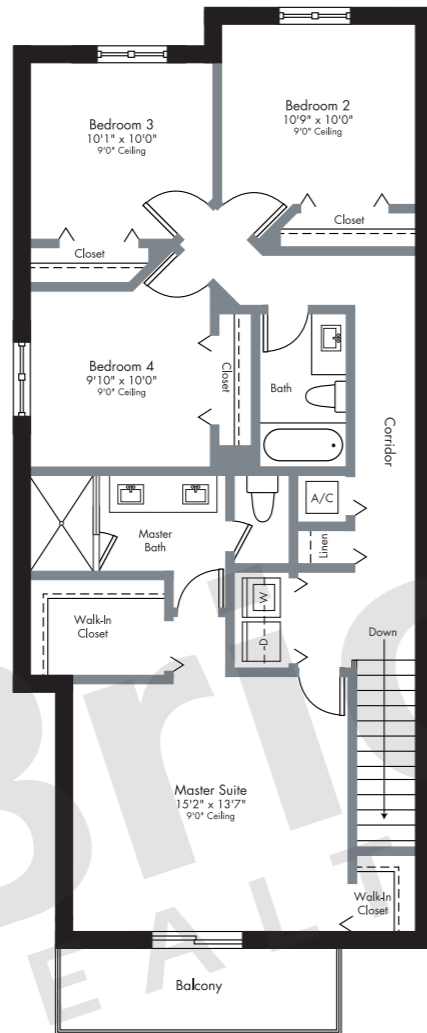 Bedroom 2
10'9" x 10'0"
9'0" Ceiling
Bedroom 3
10'1" x 10'0"
9'0" Ceiling
Closet
Closet
Bedroom 4
9'10" x 10'0"
9'0" Ceiling
Closet
Bath
Corridor
A/C
Linen
Master
Bath
Walk-In
Closet
W
D
Down
Master Suite
15'2" x 13'7"
9'0" Ceiling
Walk-In
Closet
Balcony